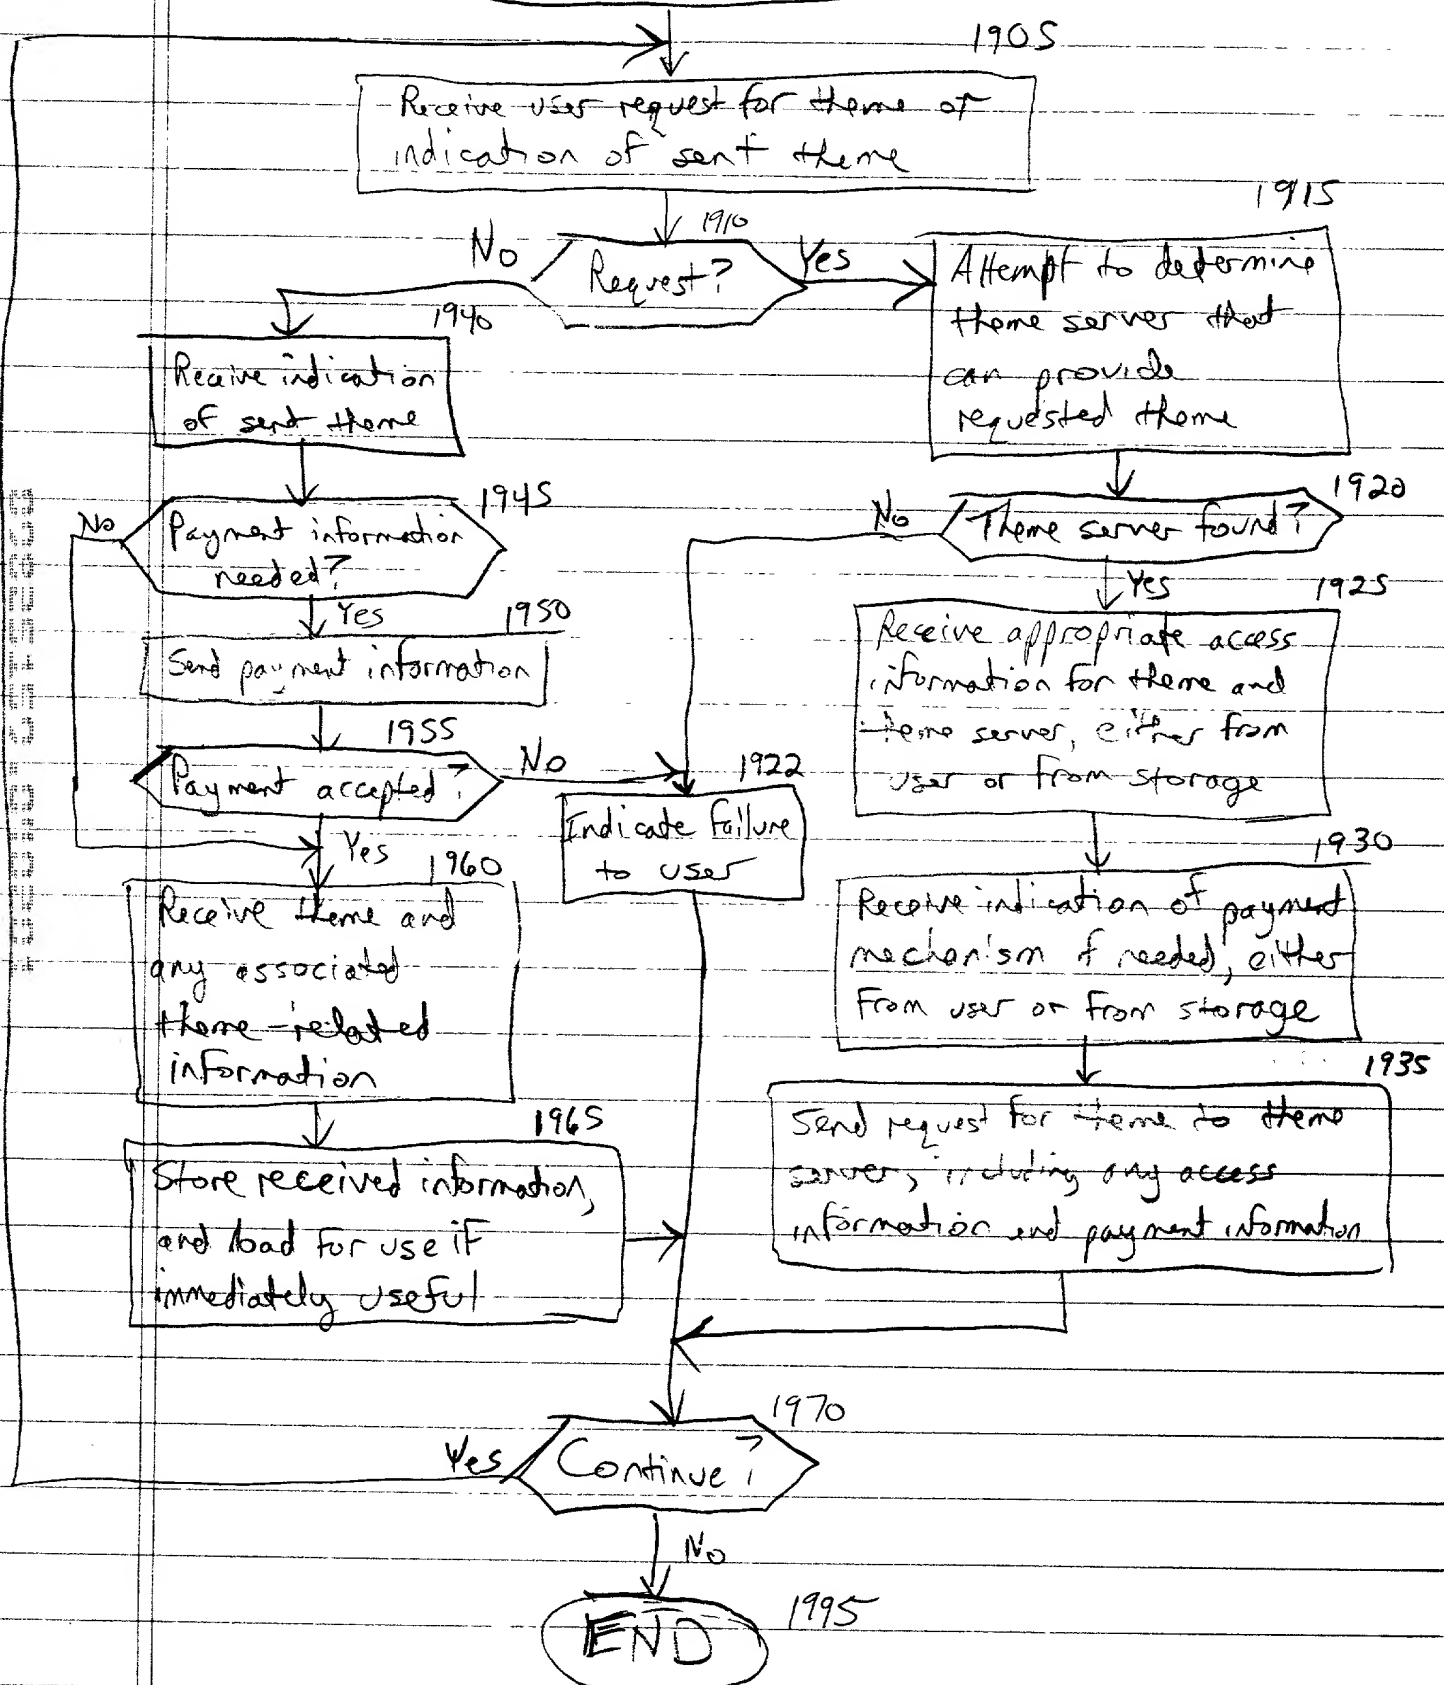 1905
Receive user request for theme or
indication of sent theme
1910
1915
No
Request?
Yes
Attempt to determine
theme server that
can provide
requested theme
1940
Receive indication
of sent theme
1945
No
Payment information
needed?
Yes
1950
Send payment information
1955
Payment accepted?
No
Yes
1920
No
Theme server found?
Yes
1925
Receive appropriate access
information for theme and
theme server, either from
user or from storage
1922
Indicate failure
to user
1930
Receive indication of payment
mechanism if needed, either
from user or from storage
1960
Receive theme and
any associated
theme-related
information
1935
Send request for theme to theme
server, including any access
information and payment information
1965
Store received information,
and load for use if
immediately useful
1970
Yes
Continue?
No
1995
END